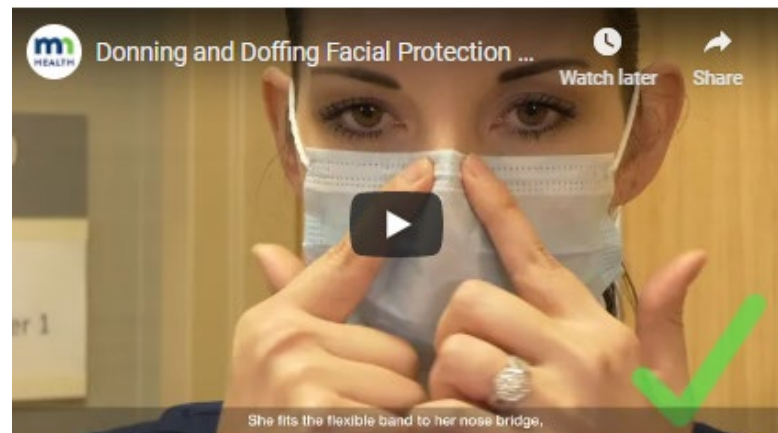 mn
HEALTH
Donning and Doffing Facial Protection ...
Watch later
Share
er 1
She fits the flexible band to her nose bridge,